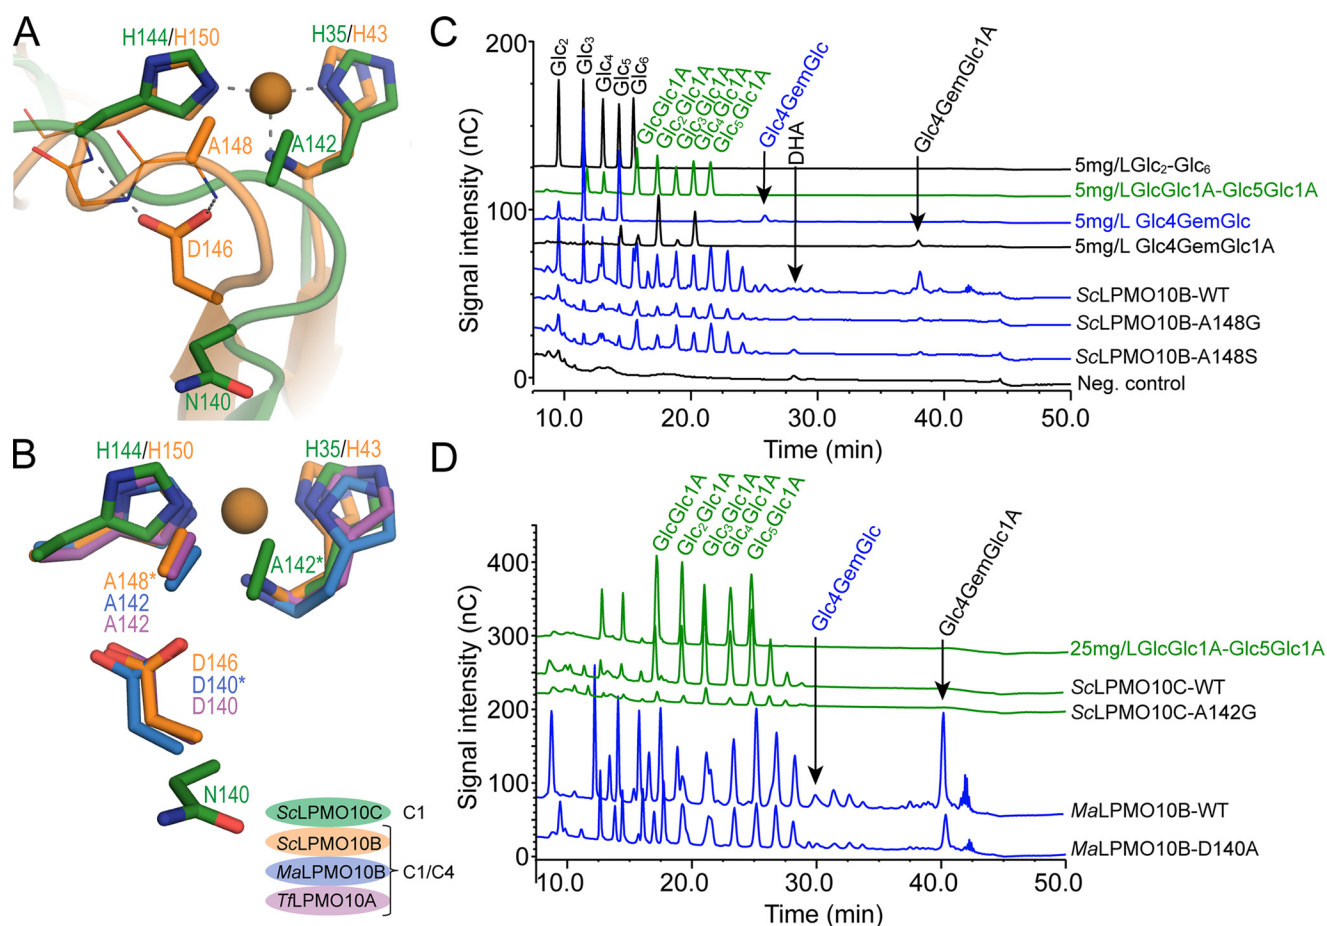 A
H144/H150
H35/H43
A148
A142
D146
N140
B
H144/H150
H35/H43
A148*
A142
A142
A142*
D146
D140*
D140
N140
ScLPMO10C C1
ScLPMO10B
MaLPMO10B C1/C4
TfLPMO10A
C
Signal intensity (nC)
200
100
0
Glc2
Glc3
Glc4
Glc5
Glc6
GlcGlc1A
Glc2Glc1A
Glc3Glc1A
Glc4Glc1A
Glc5Glc1A
Glc4GemGlc
DHA
Glc4GemGlc1A
5mg/LGlc2-Glc6
5mg/LGlcGlc1A-Glc5Glc1A
5mg/L Glc4GemGlc
5mg/L Glc4GemGlc1A
ScLPMO10B-WT
ScLPMO10B-A148G
ScLPMO10B-A148S
Neg. control
10.0 20.0 30.0 40.0 50.0
Time (min)
D
Signal intensity (nC)
400
300
200
100
0
GlcGlc1A
Glc2Glc1A
Glc3Glc1A
Glc4Glc1A
Glc5Glc1A
Glc4GemGlc
Glc4GemGlc1A
25mg/LGlcGlc1A-Glc5Glc1A
ScLPMO10C-WT
ScLPMO10C-A142G
MaLPMO10B-WT
MaLPMO10B-D140A
10.0 20.0 30.0 40.0 50.0
Time (min)